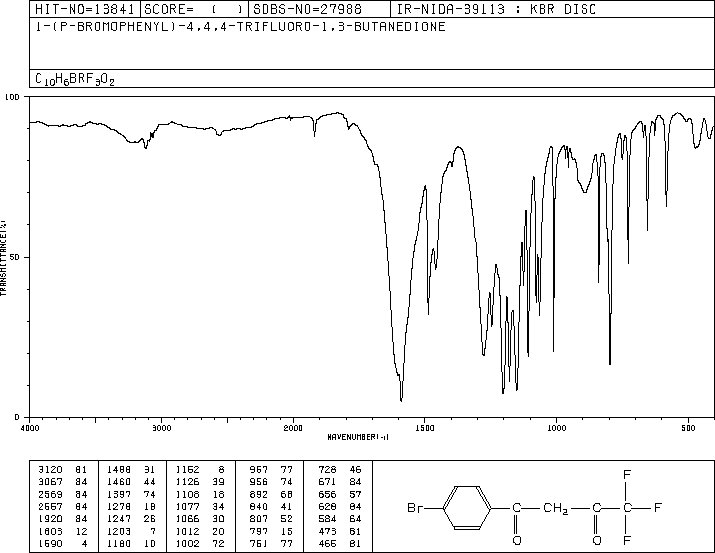 HIT-NO=13841 SCORE= ( ) SDBS-NO=27988 IR-NIDA-39113 : KBR DISC
1-(P-BROMOPHENYL)-4,4,4-TRIFLUORO-1,3-BUTANEDIONE
C10H6BRF3O2
100
50
0
TRANSMITTANCE(%)
4000 3000 2000 1500 1000 500
WAVENUMBER(-1)
3120 81 1488 31 1152 8 967 77 728 46
3067 84 1460 44 1126 39 956 74 671 84
2569 84 1397 74 1108 18 892 68 656 57
2557 84 1278 18 1077 34 840 41 628 84
1920 84 1247 26 1066 30 807 52 584 64
1603 12 1203 7 1012 20 797 15 473 81
1590 4 1180 10 1002 72 751 77 466 81
Br C CH2 C C F F F O O